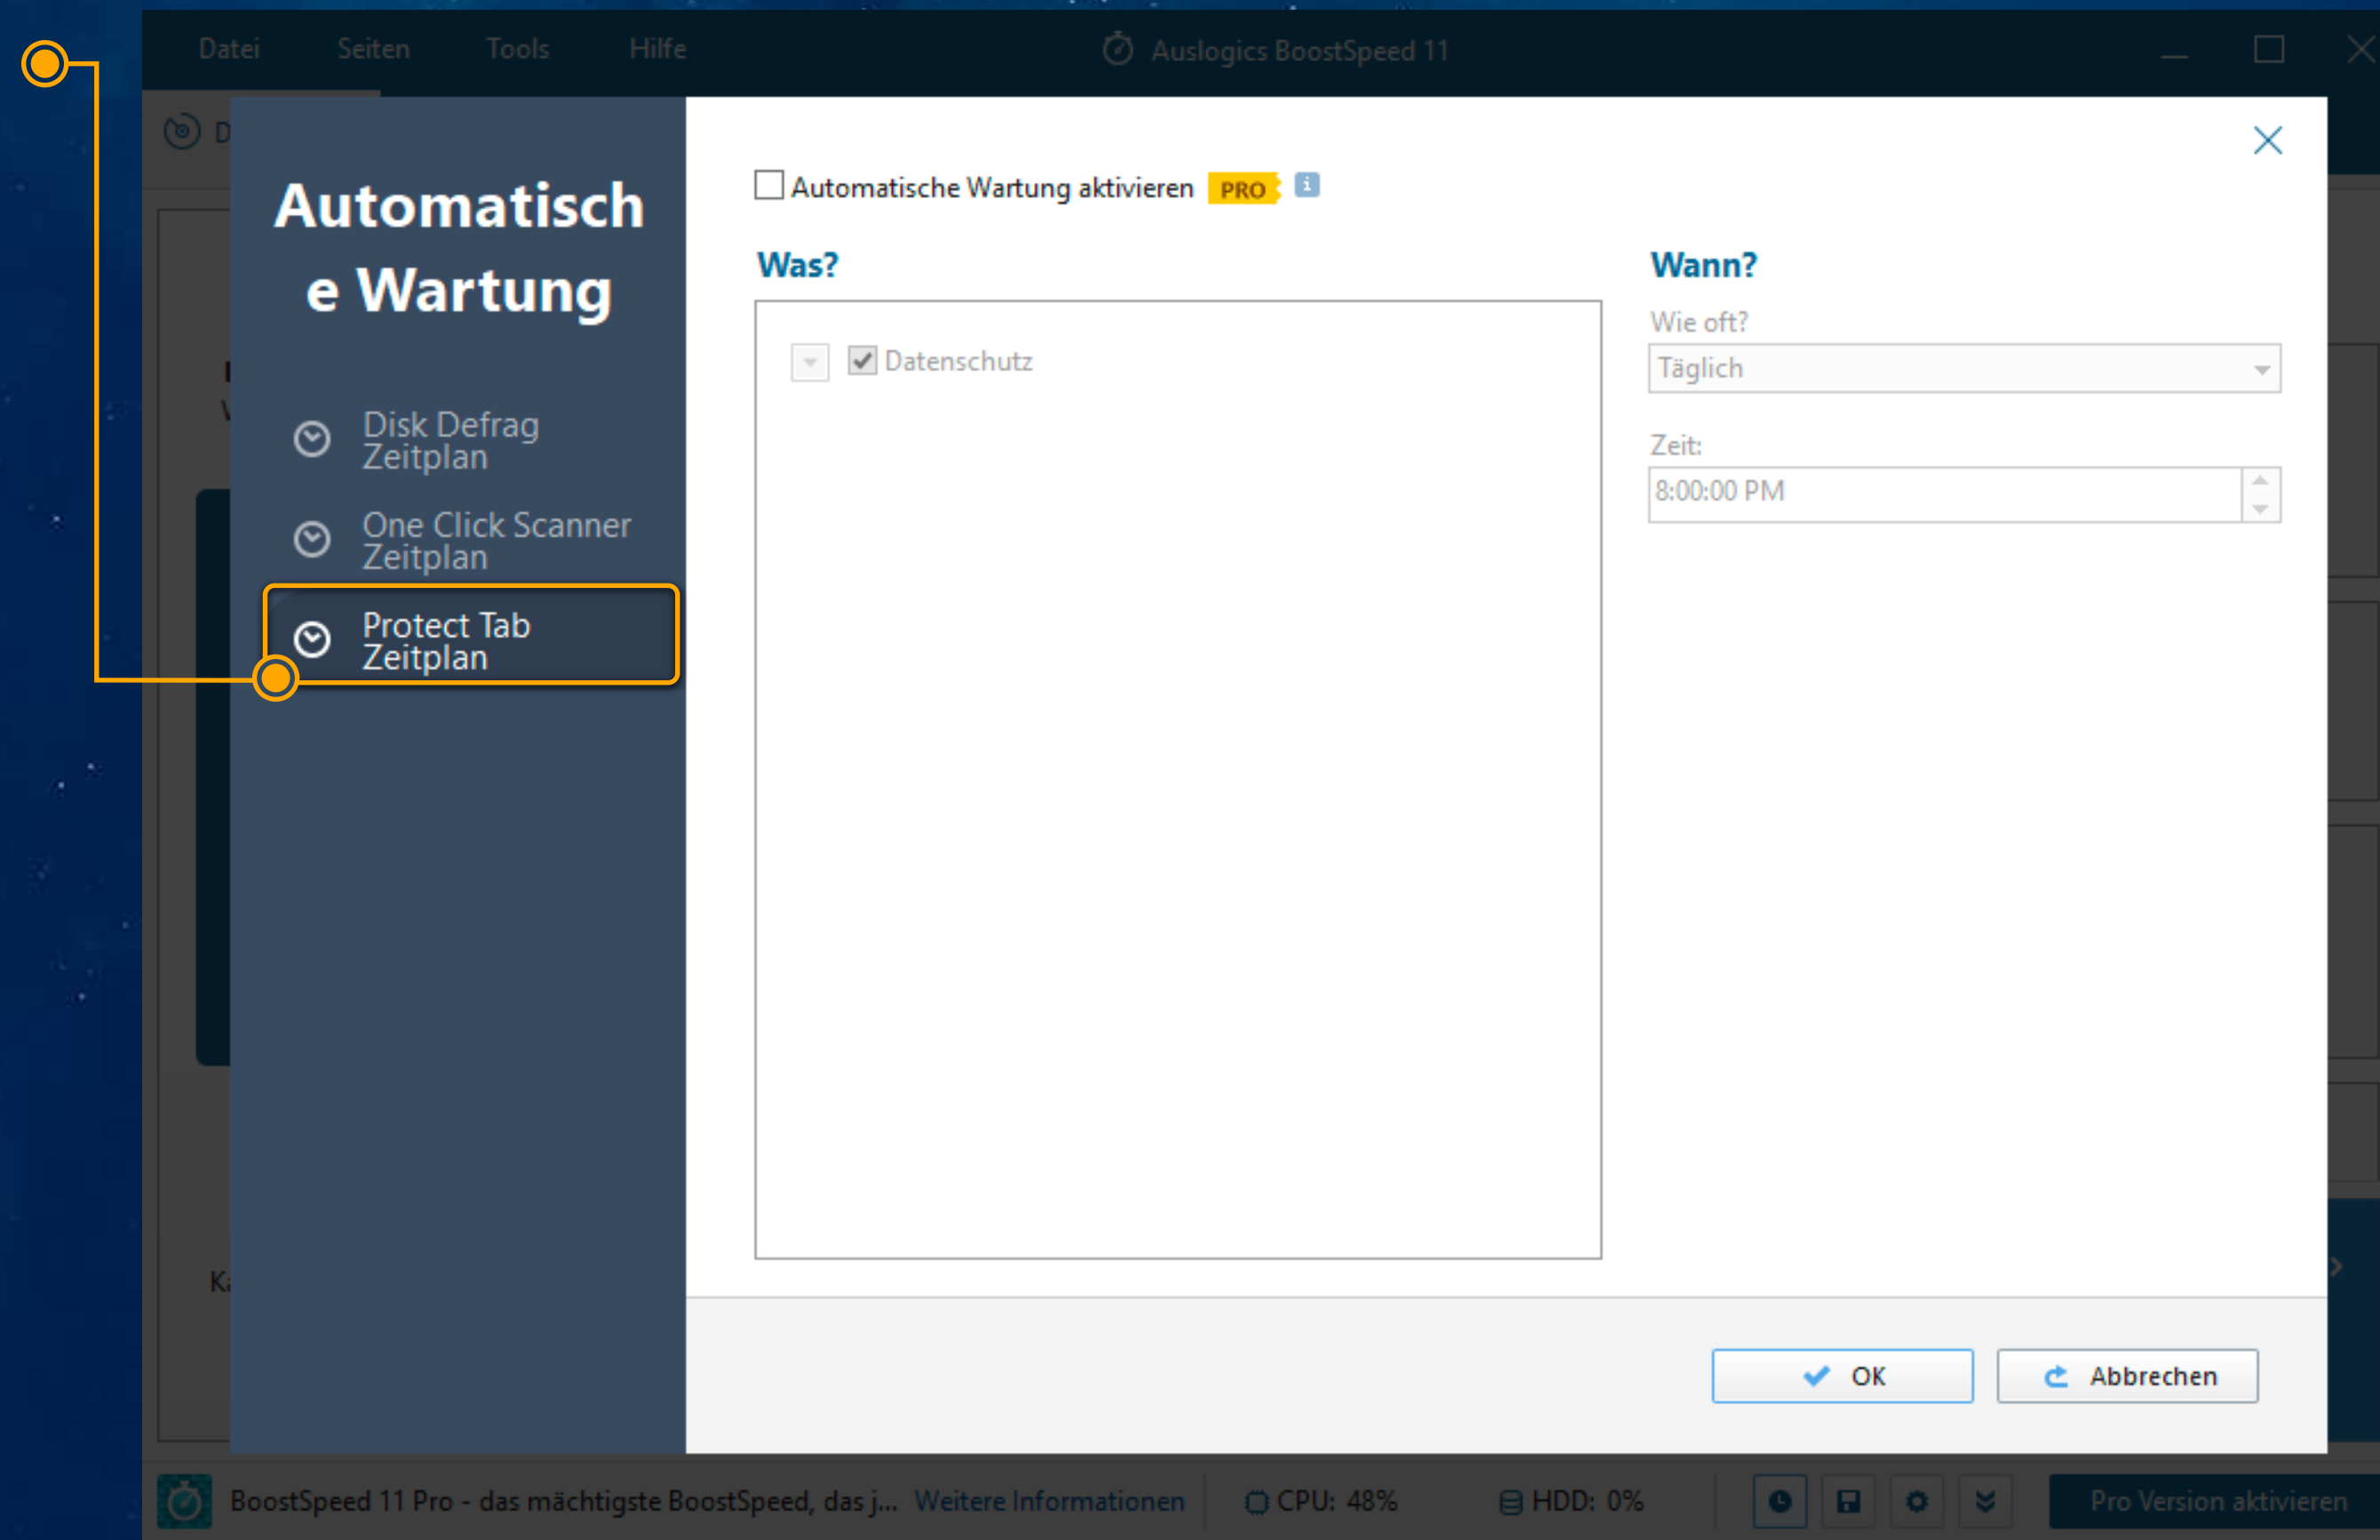 Datei Seiten Tools Hilfe
Auslogics BoostSpeed 11
Automatisch
e Wartung
Disk Defrag
Zeitplan
One Click Scanner
Zeitplan
Protect Tab
Zeitplan
Automatische Wartung aktivieren PRO
Was?
Datenschutz
Wann?
Wie oft?
Täglich
Zeit:
8:00:00 PM
OK Abbrechen
BoostSpeed 11 Pro - das mächtigste BoostSpeed, das j... Weitere Informationen CPU: 48% HDD: 0% Pro Version aktivieren